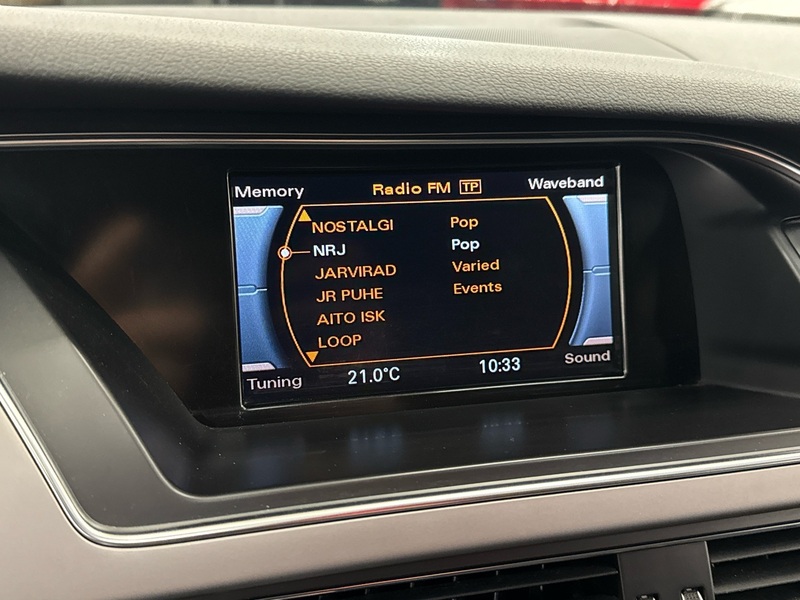 Memory Radio FM TP Waveband
NOSTALGI Pop
NRJ Pop
JARVIRAD Varied
JR PUHE Events
AITO ISK
LOOP
Tuning 21.0°C 10:33 Sound